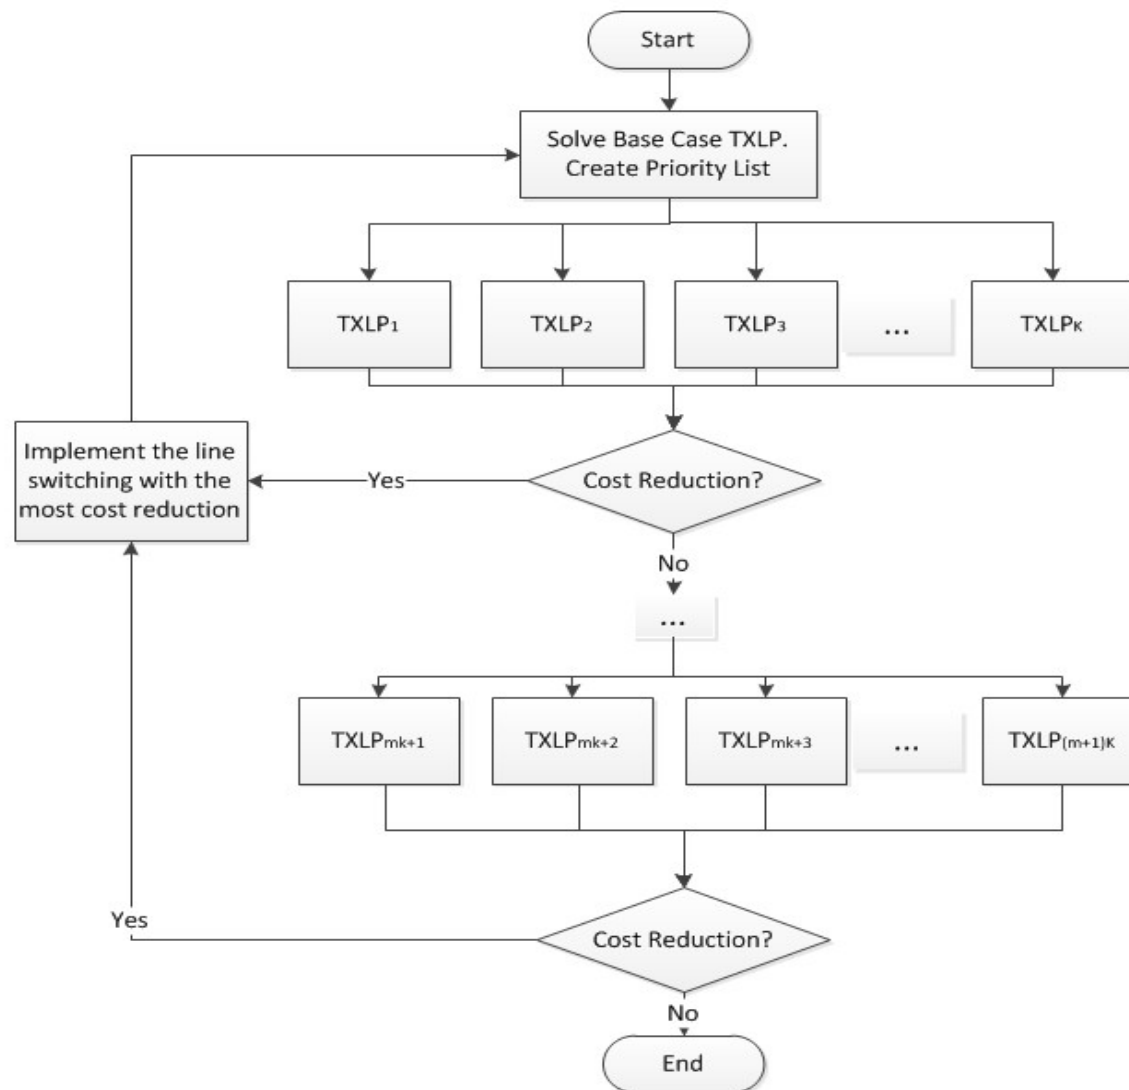 Start
Solve Base Case TXLP.
Create Priority List
TXLP1
TXLP2
TXLP3
...
TXLPK
Implement the line
switching with the
most cost reduction
Yes
Cost Reduction?
No
...
TXLPmk+1
TXLPmk+2
TXLPmk+3
...
TXLP(m+1)K
Yes
Cost Reduction?
No
End